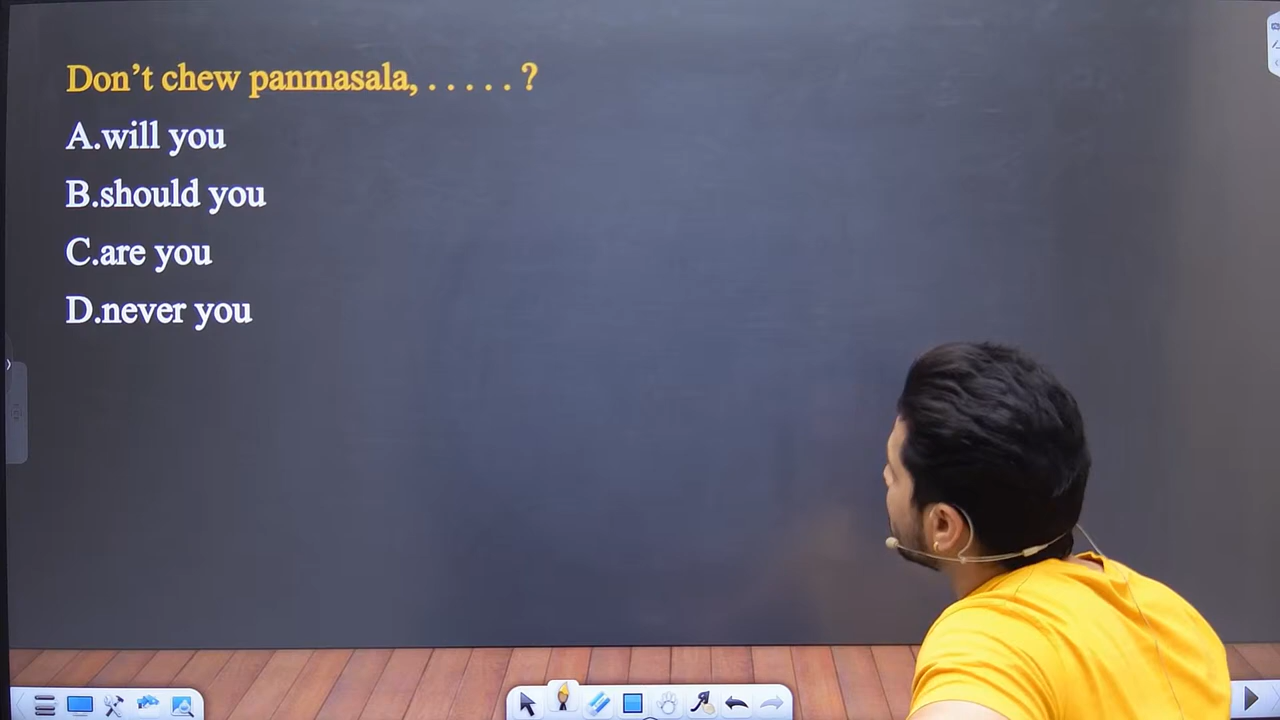 Don’t chew panmasala, . . . . . ?
A.will you
B.should you
C.are you
D.never you